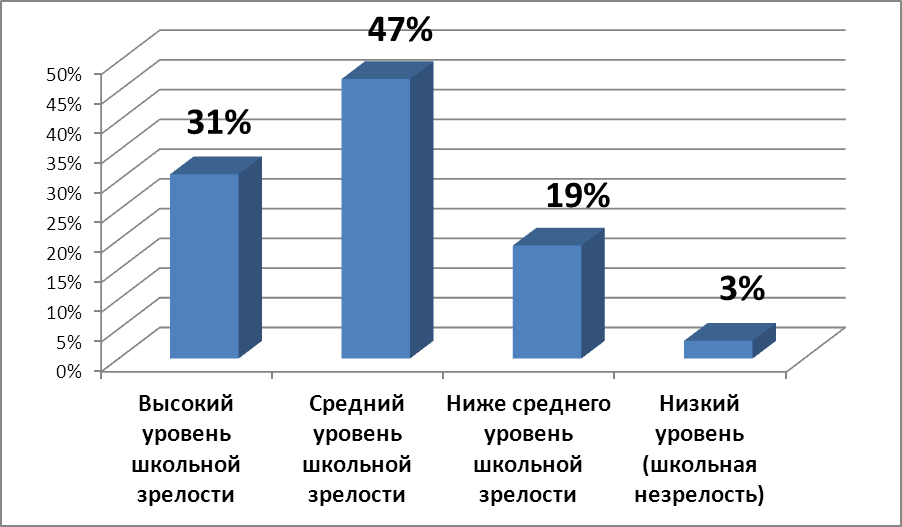 47%
31%
19%
3%
50%
45%
40%
35%
30%
25%
20%
15%
10%
5%
0%
Высокий
уровень
школьной
зрелости
Средний
уровень
школьной
зрелости
Ниже среднего
уровень
школьной
зрелости
Низкий
уровень
(школьная
незрелость)